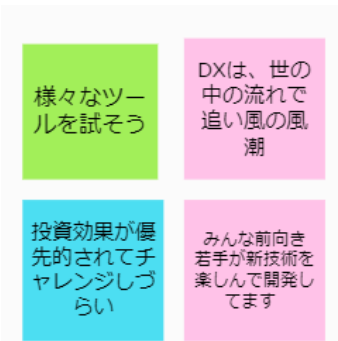 様々なツー
ルを試そう
DXは、世の
中の流れで
追い風の風
潮
投資効果が優
先的されてチ
ャレンジしづ
らい
みんな前向き
若手が新技術を
楽しんで開発し
てます